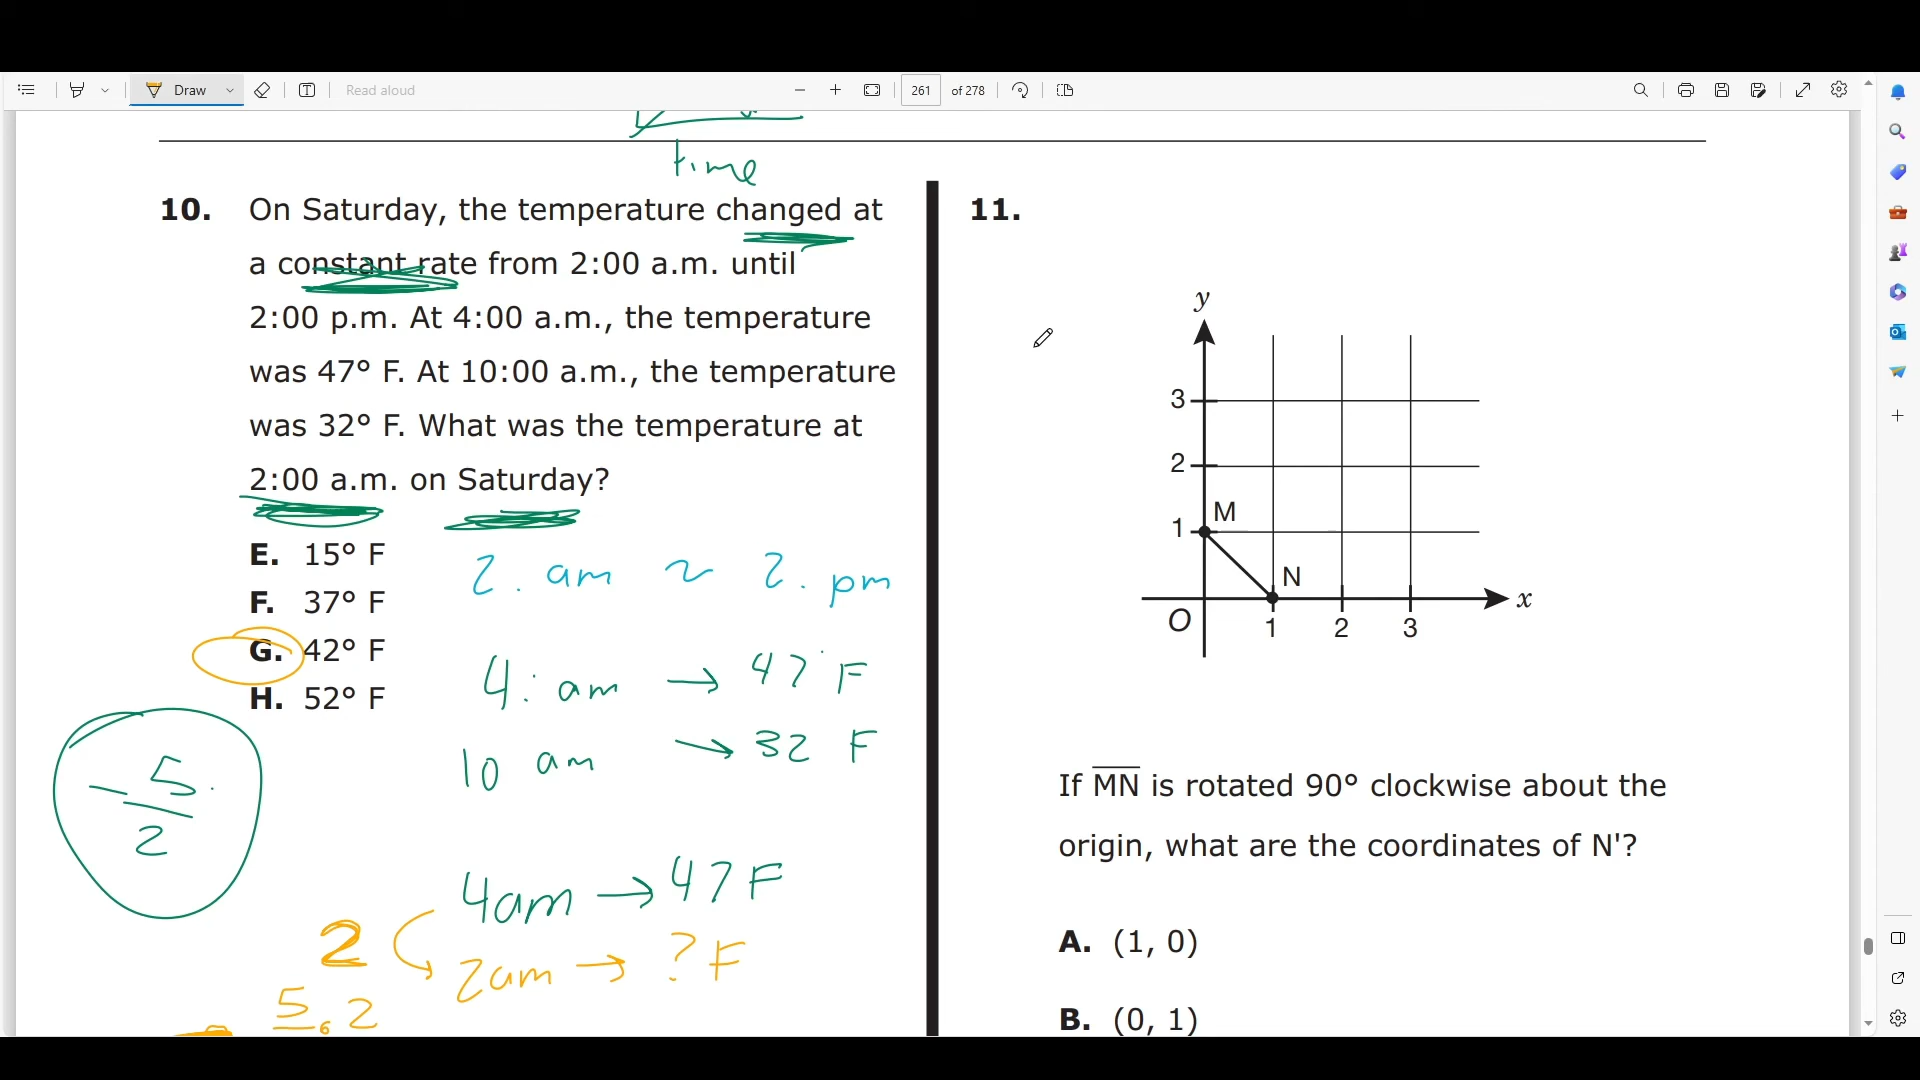 Draw
Read aloud
261 of 278
time
10. On Saturday, the temperature changed at
a constant rate from 2:00 a.m. until
2:00 p.m. At 4:00 a.m., the temperature
was 47° F. At 10:00 a.m., the temperature
was 32° F. What was the temperature at
2:00 a.m. on Saturday?
E. 15° F
F. 37° F
G. 42° F
H. 52° F
2. am ~ 2. pm
4: am → 47° F
10 am → 32 F
- 5
2
4am → 47 F
2
2am → ? F
5 . 2
6
11.
y
3
2
1
M
N
O
1 2 3
x
If MN is rotated 90° clockwise about the
origin, what are the coordinates of N'?
A. (1, 0)
B. (0, 1)